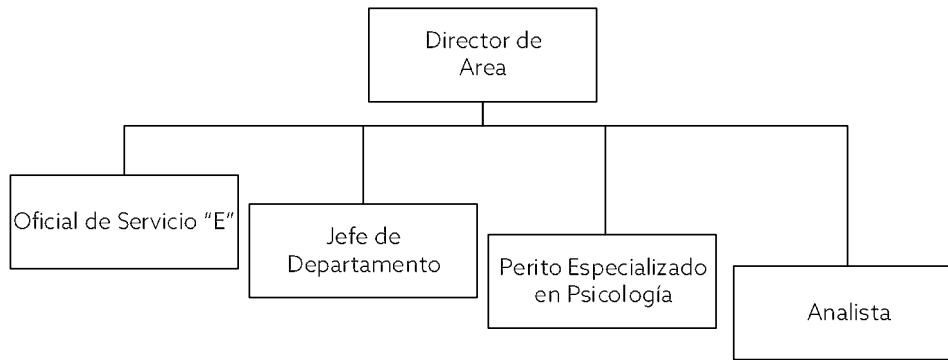 Director de
Area
Oficial de Servicio "E"
Jefe de
Departamento
Perito Especializado
en Psicología
Analista